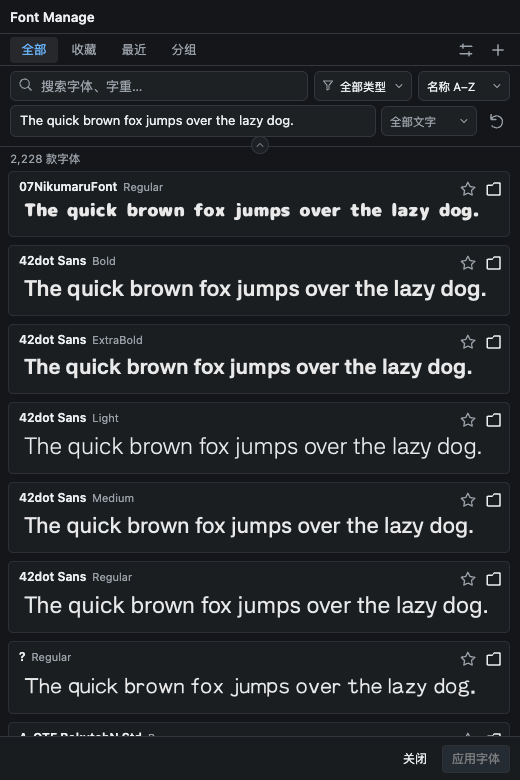 Font Manage
全部 收藏 最近 分组
搜索字体、字重... 全部类型 名称 A–Z
The quick brown fox jumps over the lazy dog. 全部文字
2,228 款字体
07NikumaruFont Regular
The quick brown fox jumps over the lazy dog.
42dot Sans Bold
The quick brown fox jumps over the lazy dog.
42dot Sans ExtraBold
The quick brown fox jumps over the lazy dog.
42dot Sans Light
The quick brown fox jumps over the lazy dog.
42dot Sans Medium
The quick brown fox jumps over the lazy dog.
42dot Sans Regular
The quick brown fox jumps over the lazy dog.
? Regular
The quick brown fox jumps over the lazy dog.
关闭 应用字体